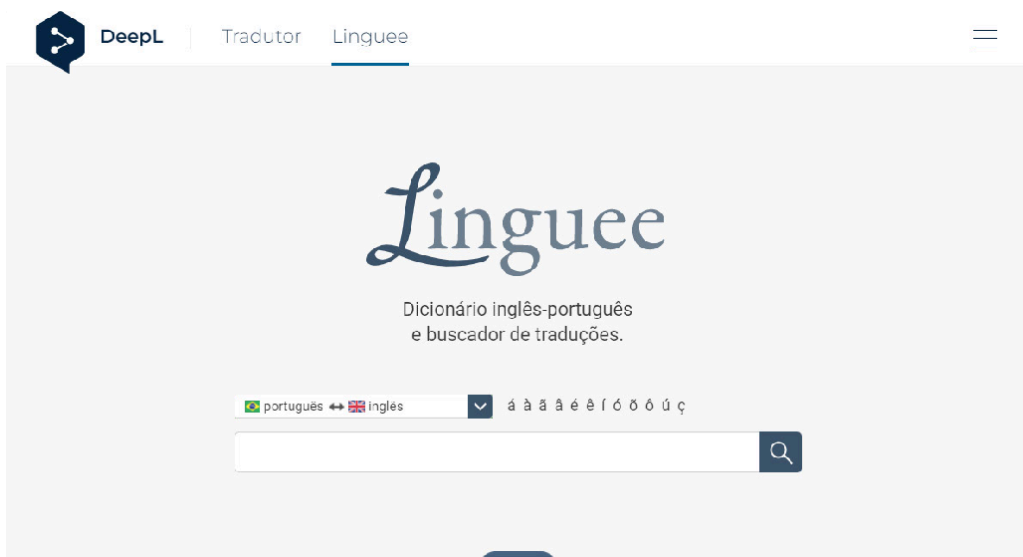 DeepL Tradutor Linguee
Linguee
Dicionário inglês-português
e buscador de traduções.
português ↔ inglês á à ã â é ê í ó õ ô ú ç